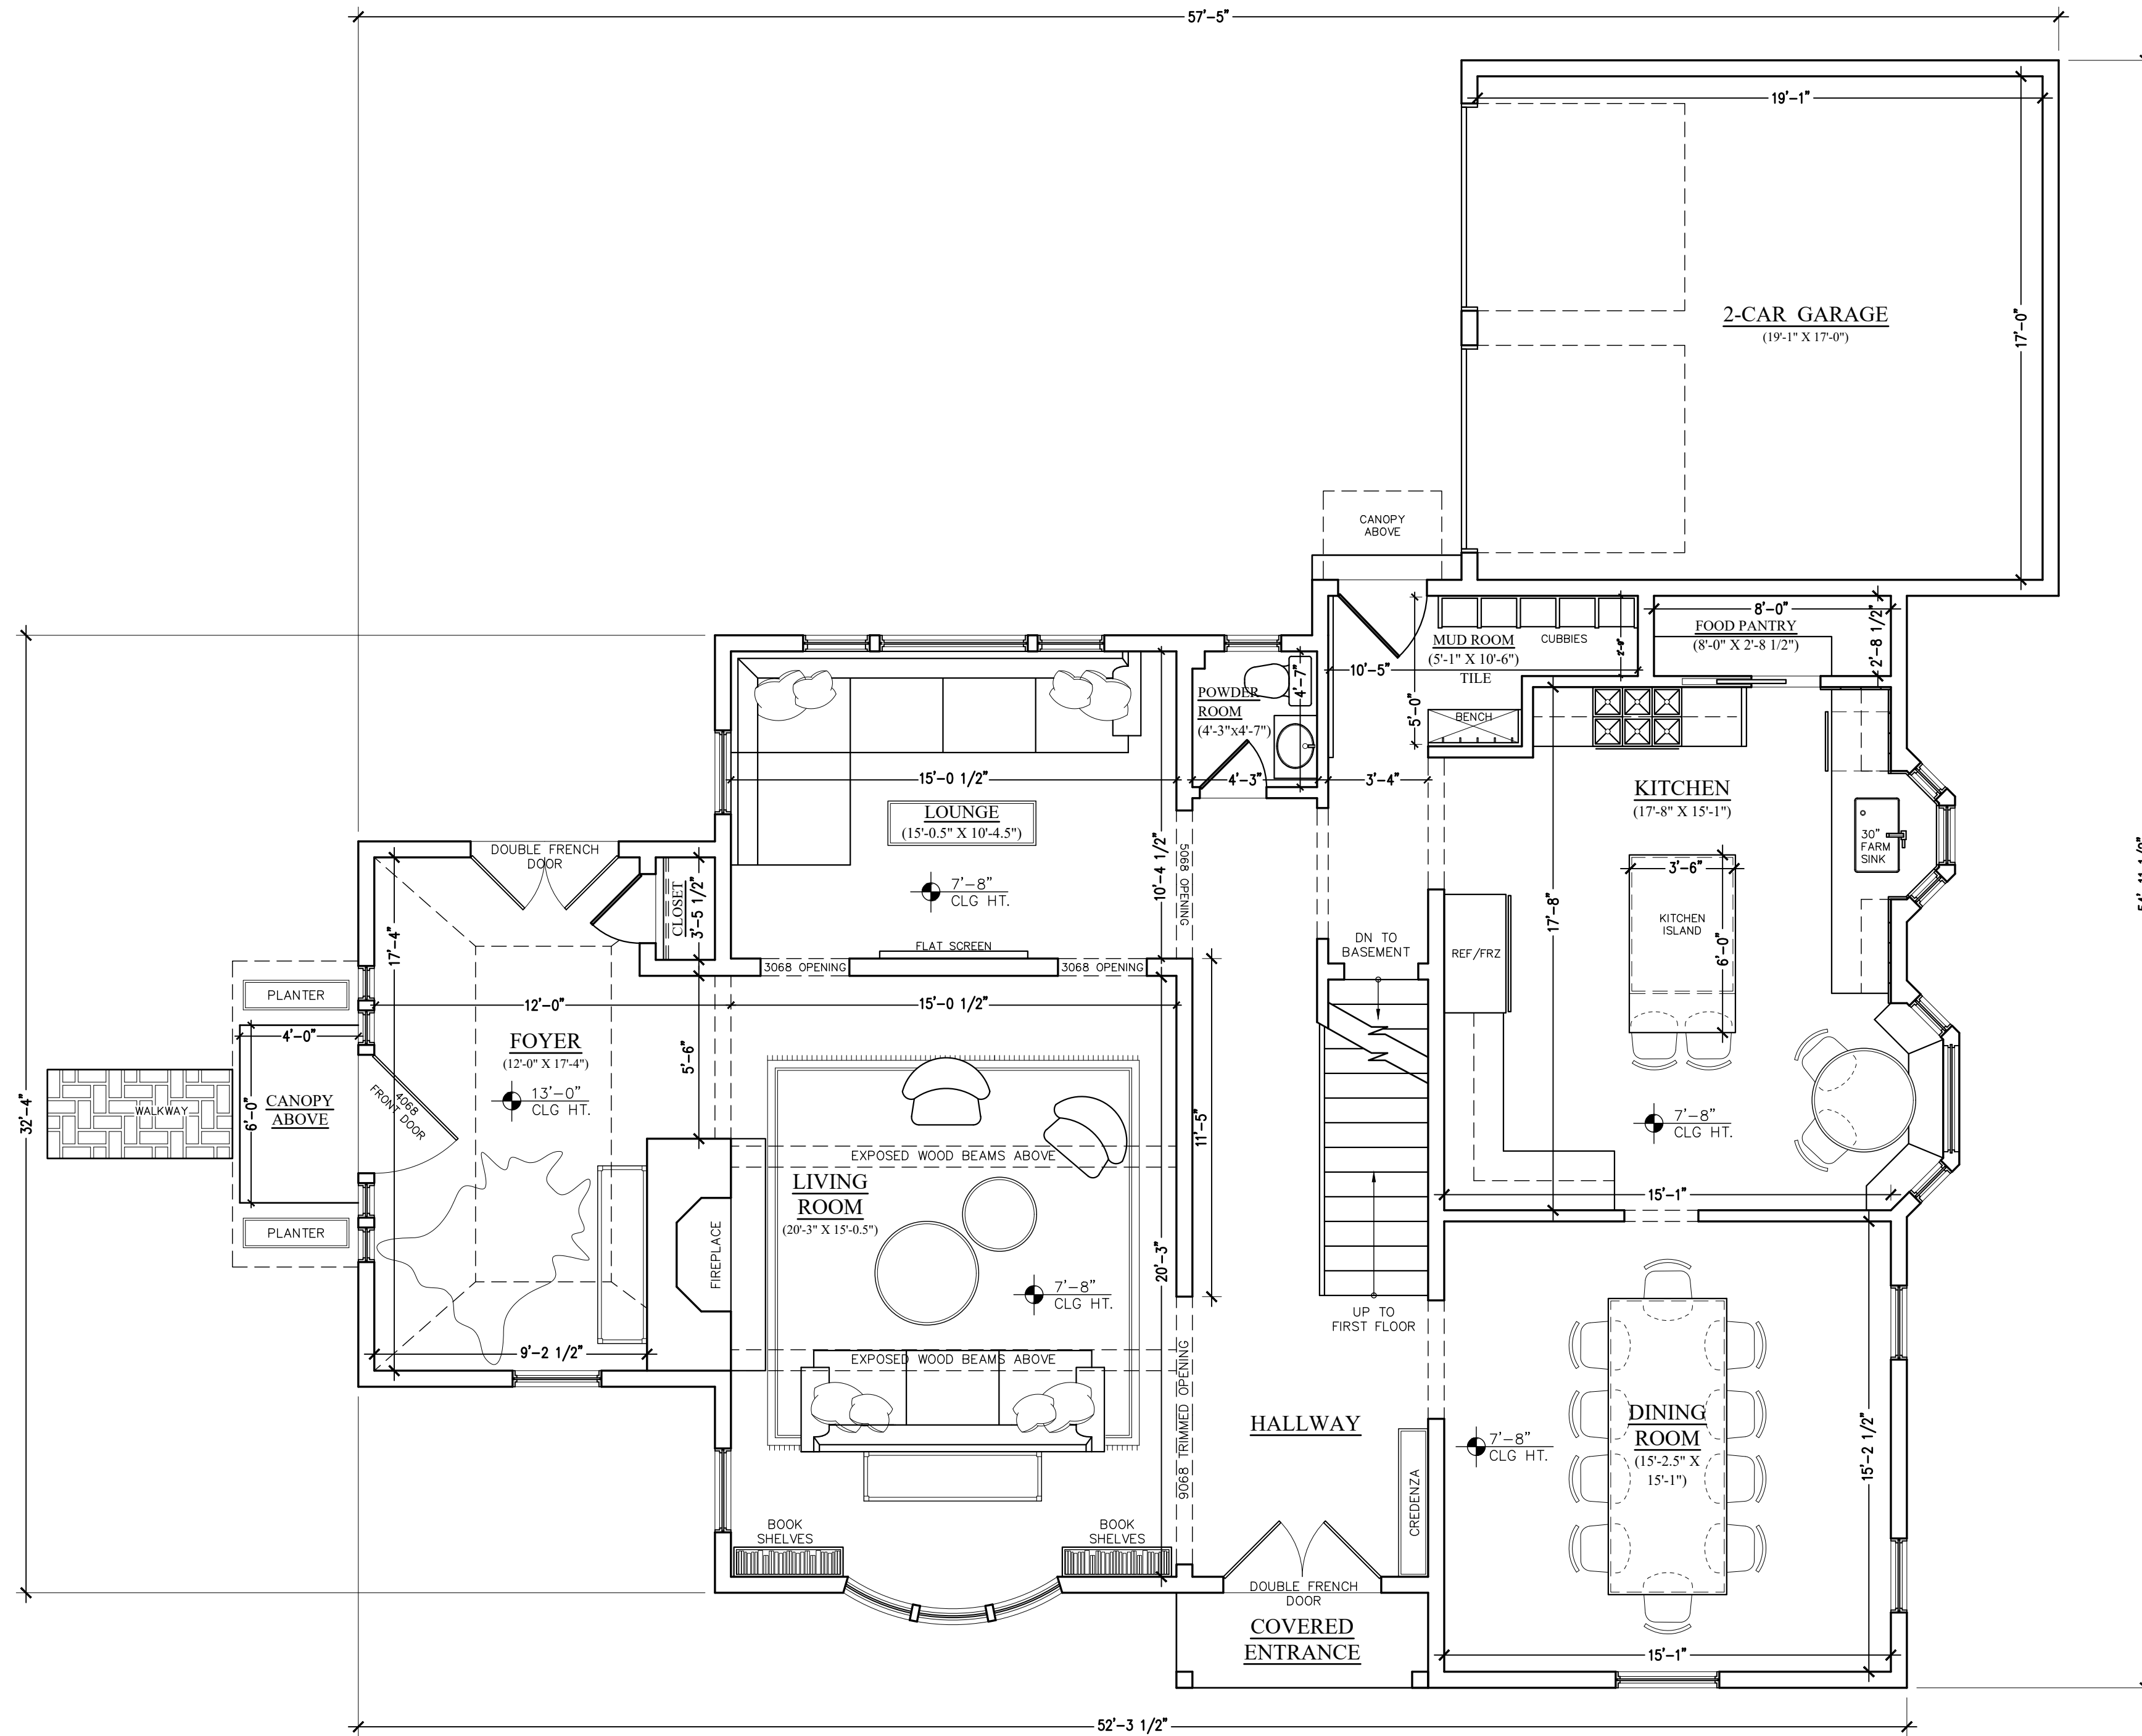 57'-5"
19'-1"
2-CAR GARAGE
(19'-1" X 17'-0")
17'-0"
CANOPY
ABOVE
8'-0"
FOOD PANTRY
(8'-0" X 2'-8 1/2")
2'-8 1/2"
MUD ROOM
(5'-1" X 10'-6")
TILE
CUBBIES
2'-8"
10'-5"
5'-0"
BENCH
POWDER
ROOM
(4'-3"x4'-7")
4'-7"
4'-3"
3'-4"
15'-0 1/2"
LOUNGE
(15'-0.5" X 10'-4.5")
7'-8"
CLG HT.
10'-4 1/2"
5068 OPENING
FLAT SCREEN
3068 OPENING
3068 OPENING
KITCHEN
(17'-8" X 15'-1")
30"
FARM
SINK
3'-6"
KITCHEN
ISLAND
6'-0"
17'-8"
REF/FRZ
7'-8"
CLG HT.
15'-1"
DN TO
BASEMENT
UP TO
FIRST FLOOR
DOUBLE FRENCH
DOOR
CLOSET
3'-5 1/2"
17'-4"
12'-0"
15'-0 1/2"
FOYER
(12'-0" X 17'-4")
13'-0"
CLG HT.
5'-6"
PLANTER
4'-0"
CANOPY
ABOVE
6'-0"
WALKWAY
PLANTER
4068
FRONT DOOR
32'-4"
9'-2 1/2"
FIREPLACE
EXPOSED WOOD BEAMS ABOVE
LIVING
ROOM
(20'-3" X 15'-0.5")
7'-8"
CLG HT.
20'-3"
11'-5"
EXPOSED WOOD BEAMS ABOVE
9068 TRIMMED OPENING
BOOK
SHELVES
BOOK
SHELVES
HALLWAY
CREDENZA
DOUBLE FRENCH
DOOR
COVERED
ENTRANCE
7'-8"
CLG HT.
DINING
ROOM
(15'-2.5" X
15'-1")
15'-2 1/2"
15'-1"
52'-3 1/2"